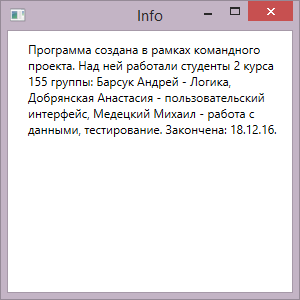 Info
Программа создана в рамках командного
проекта. Над ней работали студенты 2 курса
155 группы: Барсук Андрей - Логика,
Добрянская Анастасия - пользовательский
интерфейс, Медецкий Михаил - работа с
данными, тестирование. Закончена: 18.12.16.